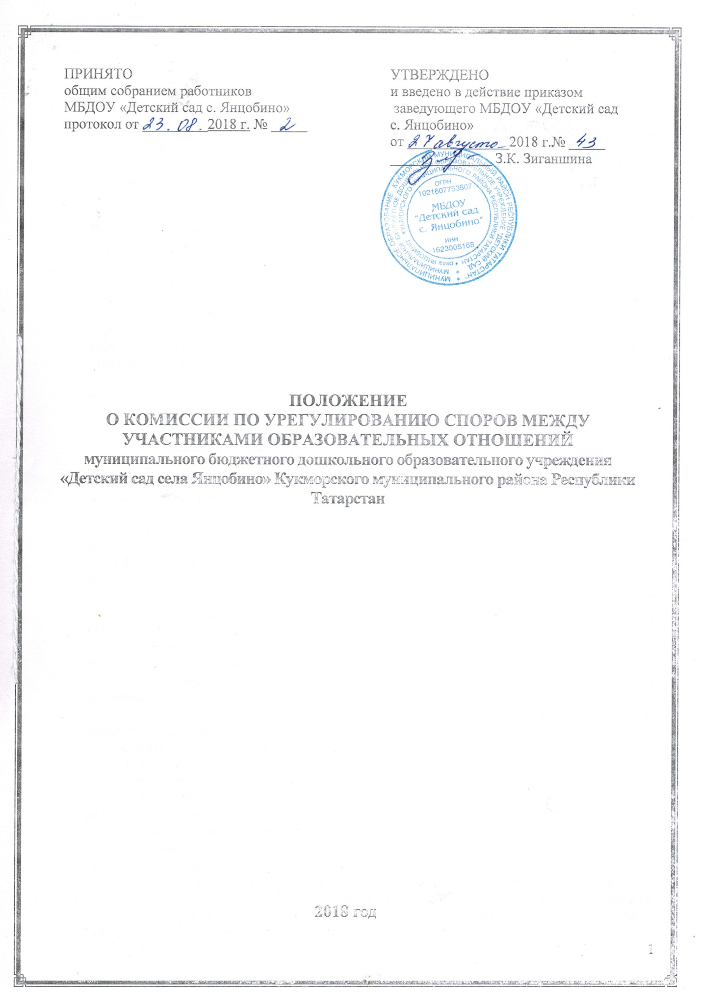 ПРИНЯТО
общим собранием работников
МБДОУ «Детский сад с. Янцобино»
протокол от 23. 08. 2018 г. № 2
УТВЕРЖДЕНО
и введено в действие приказом
заведующего МБДОУ «Детский сад
с. Янцобино»
от 27 августа 2018 г.№ 43
З.К. Зиганшина
МУНИЦИПАЛЬНОЕ ОБРАЗОВАНИЕ КУКМОРСКИЙ МУНИЦИПАЛЬНЫЙ РАЙОН РЕСПУБЛИКИ ТАТАРСТАН
МУНИЦИПАЛЬНОЕ БЮДЖЕТНОЕ ДОШКОЛЬНОЕ ОБРАЗОВАТЕЛЬНОЕ УЧРЕЖДЕНИЕ "ДЕТСКИЙ САД
села ЯНЦОБИНО" КУКМОРСКОГО МУНИЦИПАЛЬНОГО РАЙОНА РЕСПУБЛИКИ ТАТАРСТАН
ОГРН
1021607753507
МБДОУ
"Детский сад
с. Янцобино"
ИНН
1623005168
ПОЛОЖЕНИЕ
О КОМИССИИ ПО УРЕГУЛИРОВАНИЮ СПОРОВ МЕЖДУ
УЧАСТНИКАМИ ОБРАЗОВАТЕЛЬНЫХ ОТНОШЕНИЙ
муниципального бюджетного дошкольного образовательного учреждения
«Детский сад села Янцобино» Кукморского муниципального района Республики
Татарстан
2018 год
1